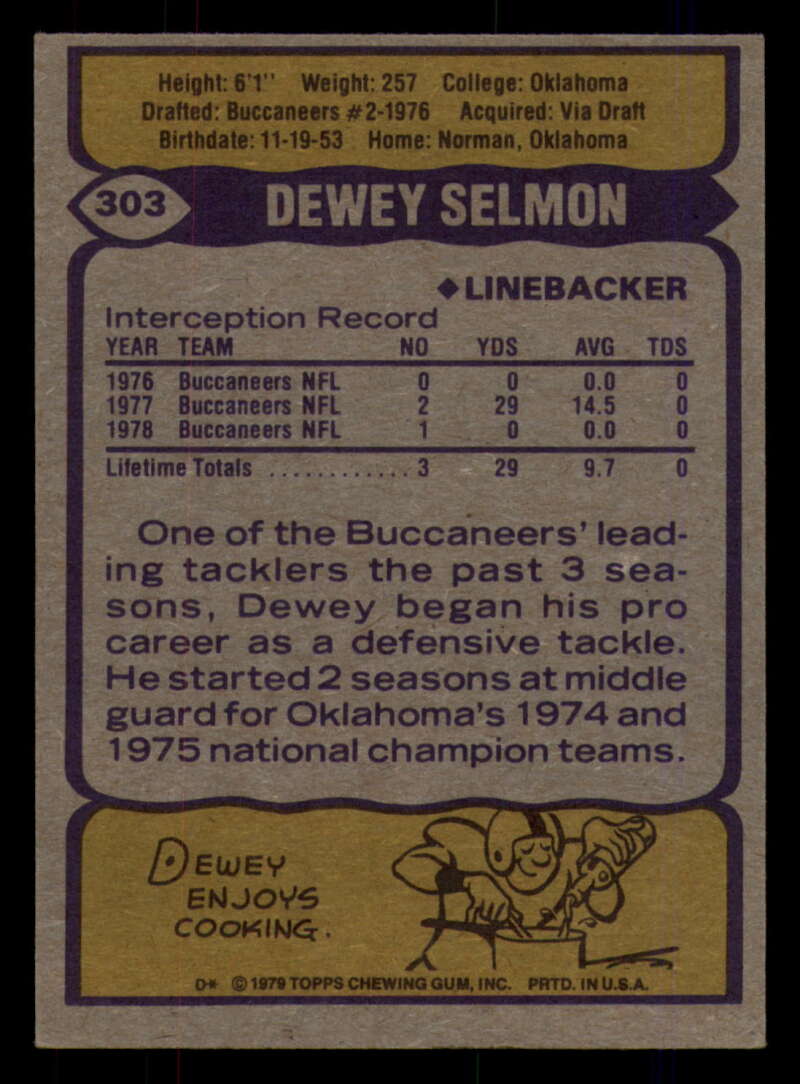 Height: 6'1" Weight: 257 College: Oklahoma
Drafted: Buccaneers #2-1976 Acquired: Via Draft
Birthdate: 11-19-53 Home: Norman, Oklahoma
303 DEWEY SELMON
◆LINEBACKER
Interception Record
YEAR TEAM NO YDS AVG TDS
1976 Buccaneers NFL 0 0 0.0 0
1977 Buccaneers NFL 2 29 14.5 0
1978 Buccaneers NFL 1 0 0.0 0
Lifetime Totals ............ 3 29 9.7 0
One of the Buccaneers' lead-
ing tacklers the past 3 sea-
sons, Dewey began his pro
career as a defensive tackle.
He started 2 seasons at middle
guard for Oklahoma's 1974 and
1975 national champion teams.
DEWEY
ENJOYS
COOKING.
D* © 1979 TOPPS CHEWING GUM, INC. PRTD. IN U.S.A.